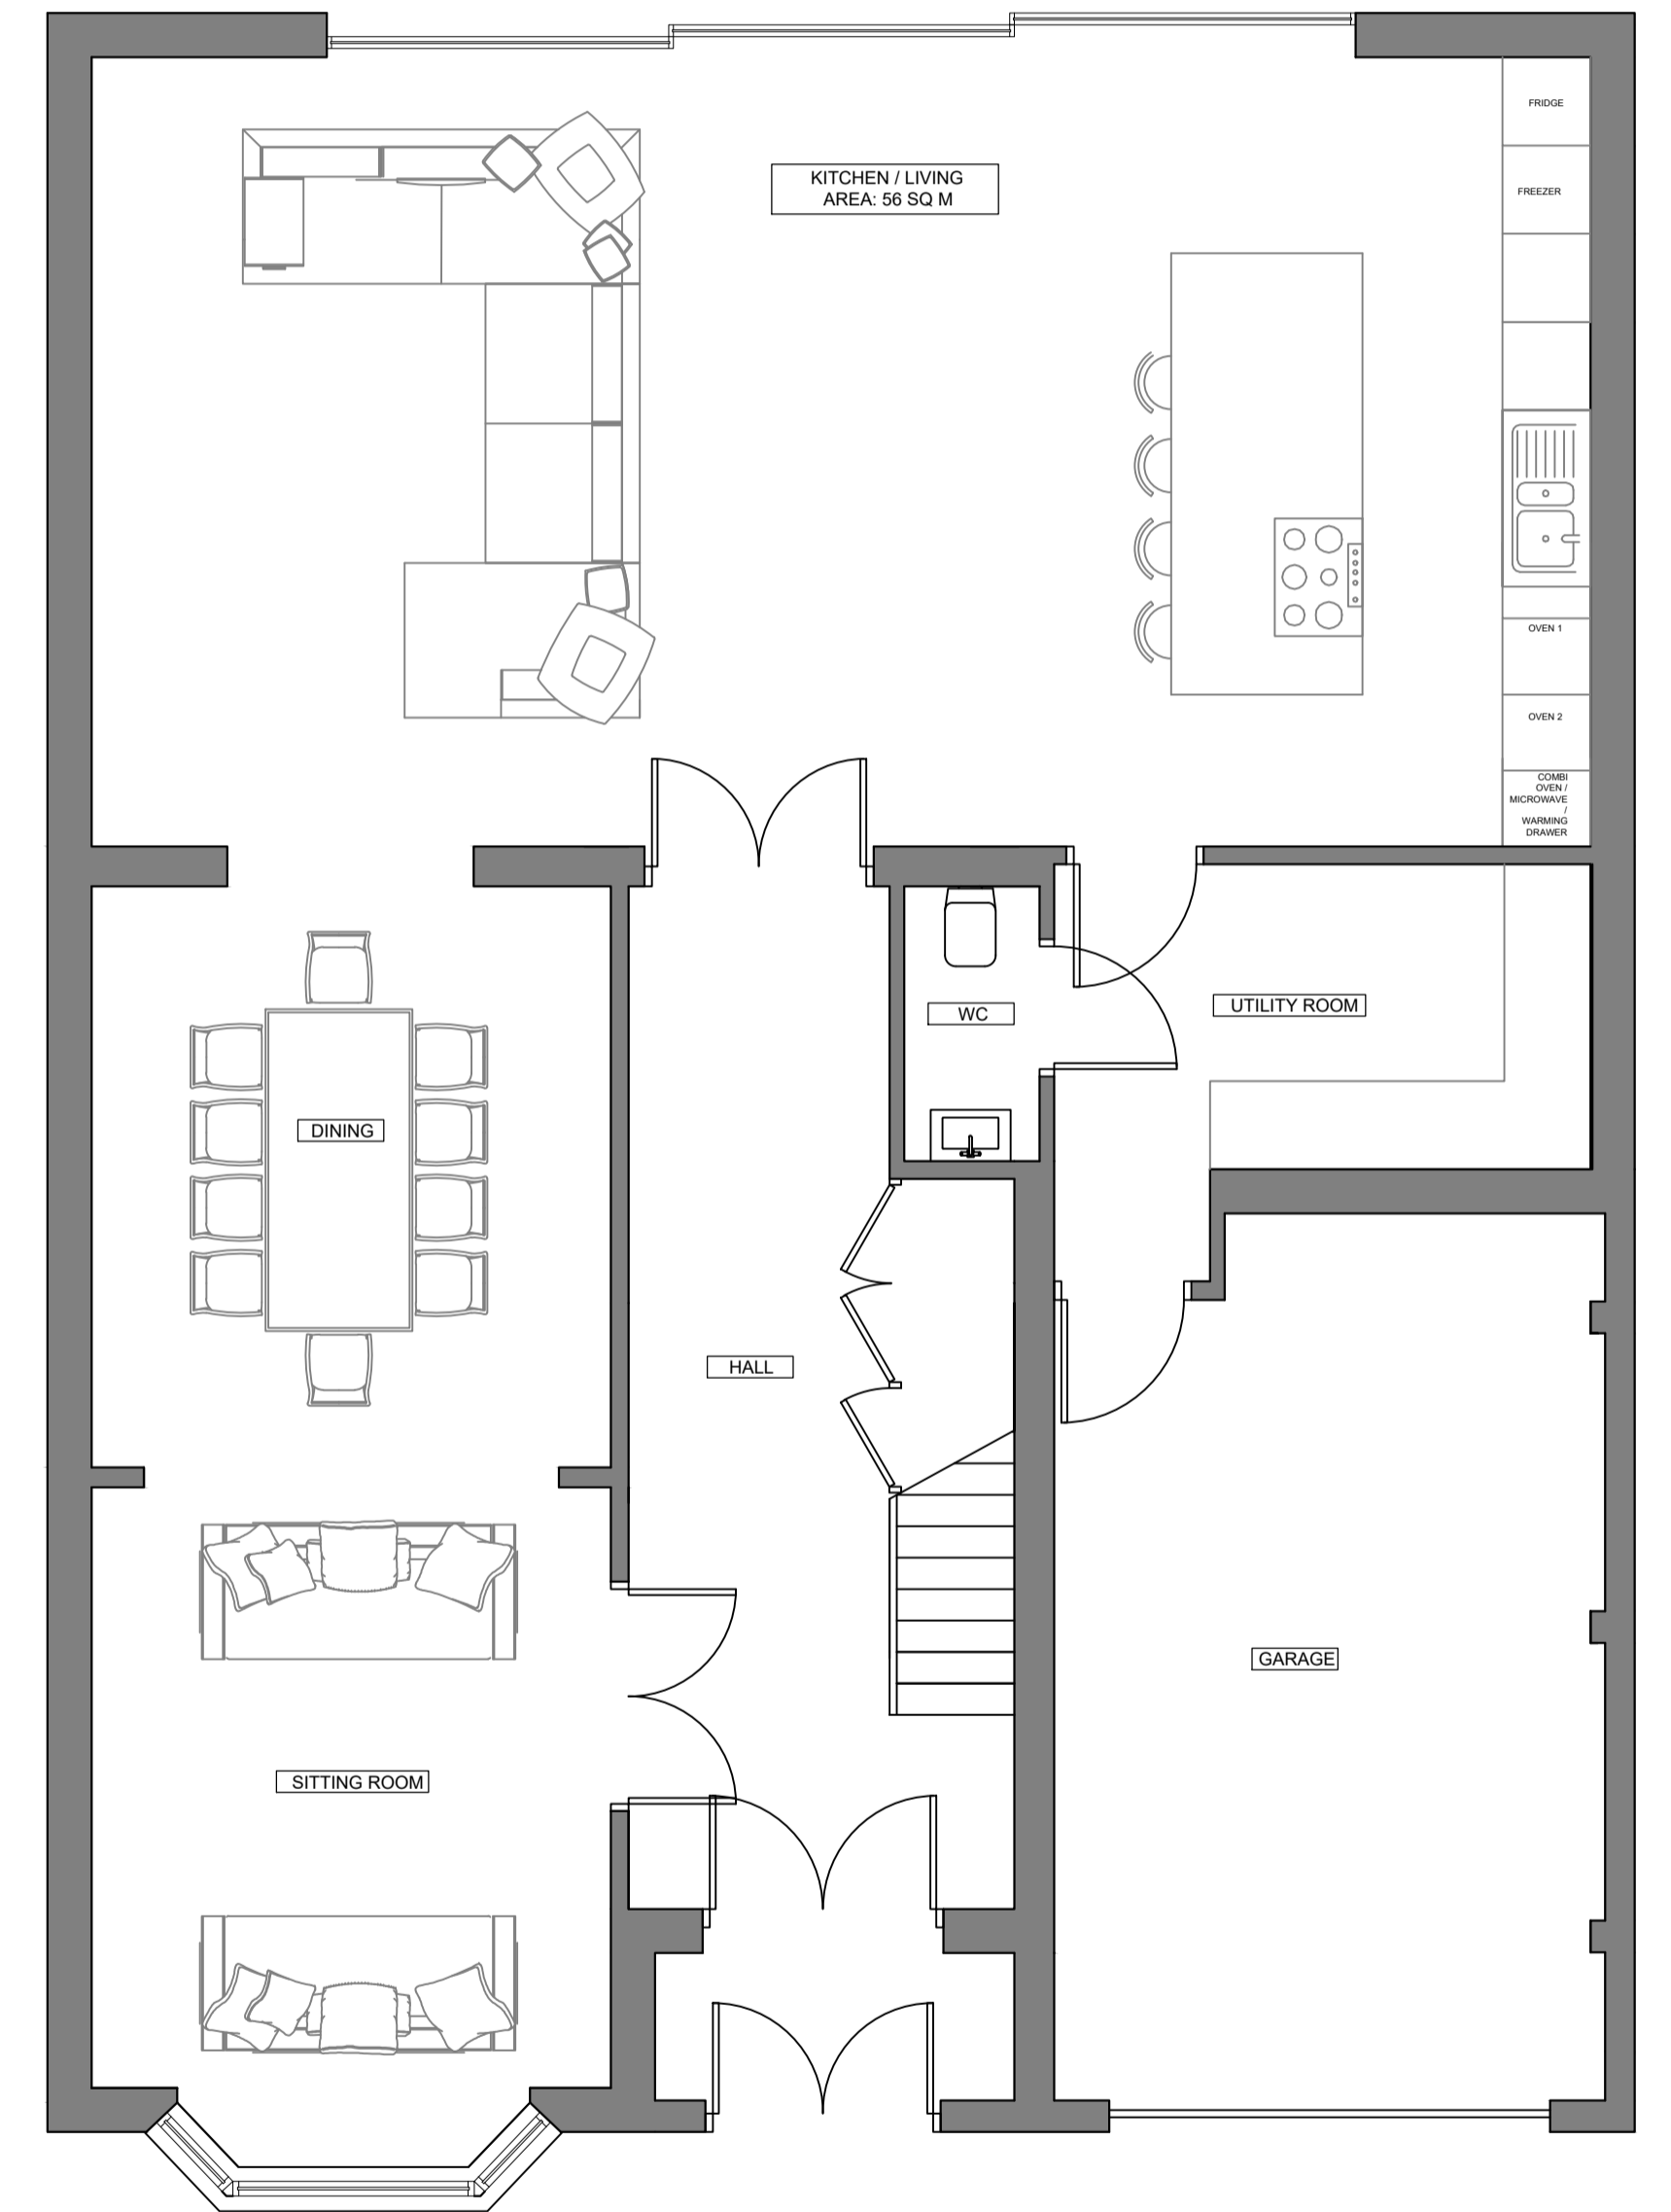 FRIDGE
KITCHEN / LIVING
AREA: 56 SQ M
FREEZER
OVEN 1
OVEN 2
COMBI
OVEN /
MICROWAVE
/
WARMING
DRAWER
WC
UTILITY ROOM
DINING
HALL
GARAGE
SITTING ROOM